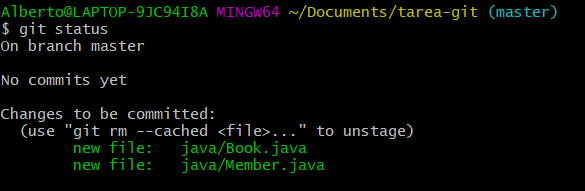 Alberto@LAPTOP-9JC94I8A MINGW64 ~/Documents/tarea-git (master)
$ git status
On branch master
No commits yet
Changes to be committed:
  (use "git rm --cached <file>..." to unstage)
        new file:   java/Book.java
        new file:   java/Member.java